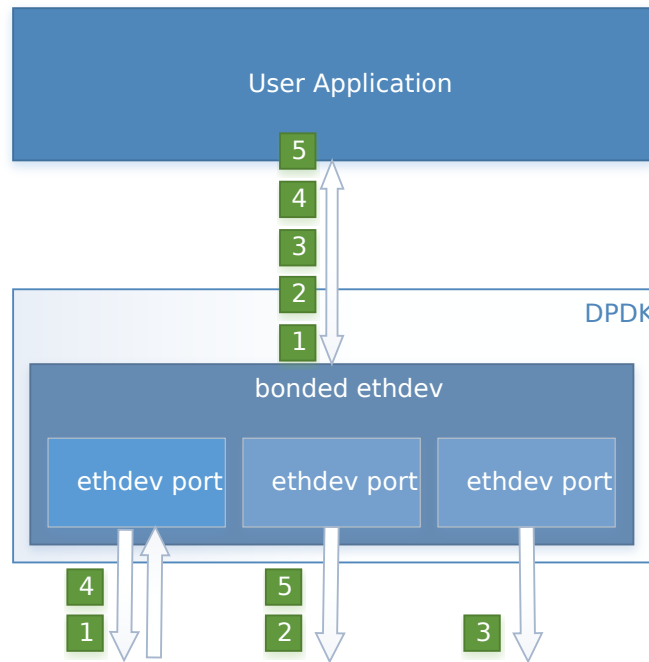 User Application
5
4
3
2
1
DPDK
bonded ethdev
ethdev port ethdev port ethdev port
4 5
1 2 3